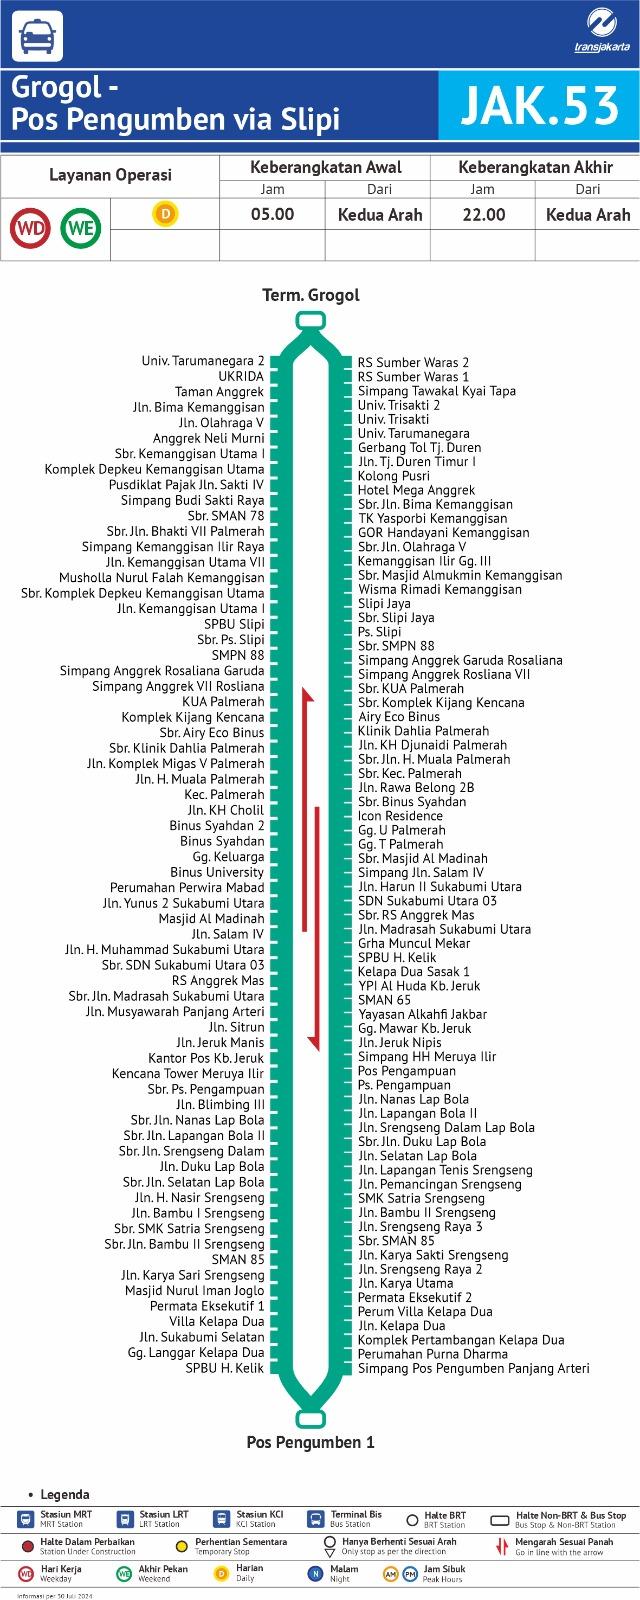 transjakarta
Grogol -
Pos Pengumben via Slipi
JAK.53
Layanan Operasi
Keberangkatan Awal
Keberangkatan Akhir
Jam
Dari
Jam
Dari
WD
WE
D
05.00
Kedua Arah
22.00
Kedua Arah
Term. Grogol
Univ. Tarumanegara 2
UKRIDA
Taman Anggrek
Jln. Bima Kemanggisan
Jln. Olahraga V
Anggrek Neli Murni
Sbr. Kemanggisan Utama I
Komplek Depkeu Kemanggisan Utama
Pusdiklat Pajak Jln. Sakti IV
Simpang Budi Sakti Raya
Sbr. SMAN 78
Sbr. Jln. Bhakti VII Palmerah
Simpang Kemanggisan Ilir Raya
Jln. Kemanggisan Utama VII
Musholla Nurul Falah Kemanggisan
Sbr. Komplek Depkeu Kemanggisan Utama
Jln. Kemanggisan Utama I
SPBU Slipi
Sbr. Ps. Slipi
SMPN 88
Simpang Anggrek Rosaliana Garuda
Simpang Anggrek VII Rosliana
KUA Palmerah
Komplek Kijang Kencana
Sbr. Airy Eco Binus
Sbr. Klinik Dahlia Palmerah
Jln. Komplek Migas V Palmerah
Jln. H. Muala Palmerah
Kec. Palmerah
Jln. KH Cholil
Binus Syahdan 2
Binus Syahdan
Gg. Keluarga
Binus University
Perumahan Perwira Mabad
Jln. Yunus 2 Sukabumi Utara
Masjid Al Madinah
Jln. Salam IV
Jln. H. Muhammad Sukabumi Utara
Sbr. SDN Sukabumi Utara 03
RS Anggrek Mas
Sbr. Jln. Madrasah Sukabumi Utara
Jln. Musyawarah Panjang Arteri
Jln. Sitrun
Jln. Jeruk Manis
Kantor Pos Kb. Jeruk
Kencana Tower Meruya Ilir
Sbr. Ps. Pengampuan
Jln. Blimbing III
Sbr. Jln. Nanas Lap Bola
Sbr. Jln. Lapangan Bola II
Sbr. Jln. Srengseng Dalam
Jln. Duku Lap Bola
Sbr. Jln. Selatan Lap Bola
Jln. H. Nasir Srengseng
Jln. Bambu I Srengseng
Sbr. SMK Satria Srengseng
Sbr. Jln. Bambu II Srengseng
SMAN 85
Jln. Karya Sari Srengseng
Masjid Nurul Iman Joglo
Permata Eksekutif 1
Villa Kelapa Dua
Jln. Sukabumi Selatan
Gg. Langgar Kelapa Dua
SPBU H. Kelik
RS Sumber Waras 2
RS Sumber Waras 1
Simpang Tawakal Kyai Tapa
Univ. Trisakti 2
Univ. Trisakti
Univ. Tarumanegara
Gerbang Tol Tj. Duren
Jln. Tj. Duren Timur I
Kolong Pusri
Hotel Mega Anggrek
Sbr. Jln. Bima Kemanggisan
TK Yasporbi Kemanggisan
GOR Handayani Kemanggisan
Sbr. Jln. Olahraga V
Kemanggisan Ilir Gg. III
Sbr. Masjid Almukmin Kemanggisan
Wisma Rimadi Kemanggisan
Slipi Jaya
Sbr. Slipi Jaya
Ps. Slipi
Sbr. SMPN 88
Simpang Anggrek Garuda Rosaliana
Simpang Anggrek Rosliana VII
Sbr. KUA Palmerah
Sbr. Komplek Kijang Kencana
Airy Eco Binus
Klinik Dahlia Palmerah
Jln. KH Djunaidi Palmerah
Sbr. Jln. H. Muala Palmerah
Sbr. Kec. Palmerah
Jln. Rawa Belong 2B
Sbr. Binus Syahdan
Icon Residence
Gg. U Palmerah
Gg. T Palmerah
Sbr. Masjid Al Madinah
Simpang Jln. Salam IV
Jln. Harun II Sukabumi Utara
SDN Sukabumi Utara 03
Sbr. RS Anggrek Mas
Jln. Madrasah Sukabumi Utara
Grha Muncul Mekar
SPBU H. Kelik
Kelapa Dua Sasak 1
YPI Al Huda Kb. Jeruk
SMAN 65
Yayasan Alkahfi Jakbar
Gg. Mawar Kb. Jeruk
Jln. Jeruk Nipis
Simpang HH Meruya Ilir
Pos Pengampuan
Ps. Pengampuan
Jln. Nanas Lap Bola
Jln. Lapangan Bola II
Jln. Srengseng Dalam Lap Bola
Sbr. Jln. Duku Lap Bola
Jln. Selatan Lap Bola
Jln. Lapangan Tenis Srengseng
Jln. Pemancingan Srengseng
SMK Satria Srengseng
Jln. Bambu II Srengseng
Jln. Srengseng Raya 3
Sbr. SMAN 85
Jln. Karya Sakti Srengseng
Jln. Srengseng Raya 2
Jln. Karya Utama
Permata Eksekutif 2
Perum Villa Kelapa Dua
Jln. Kelapa Dua
Komplek Pertambangan Kelapa Dua
Perumahan Purna Dharma
Simpang Pos Pengumben Panjang Arteri
Pos Pengumben 1
• Legenda
Stasiun MRT
MRT Station
Stasiun LRT
LRT Station
Stasiun KCI
KCI Station
Terminal Bis
Bus Station
Halte BRT
BRT Station
Halte Non-BRT & Bus Stop
Bus Stop & Non-BRT Station
Halte Dalam Perbaikan
Station Under Construction
Perhentian Sementara
Temporary Stop
Hanya Berhenti Sesuai Arah
Only stop as per the direction
Mengarah Sesuai Panah
Go in line with the arrow
WD
Hari Kerja
Weekday
WE
Akhir Pekan
Weekend
D
Harian
Daily
N
Malam
Night
AM
PM
Jam Sibuk
Peak Hours
Informasi per 30 Juli 2024